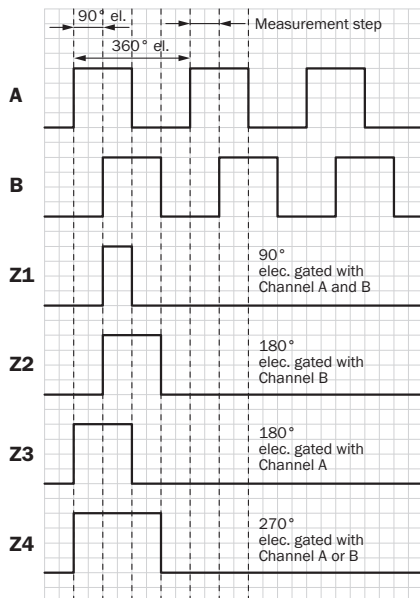 90° el.
Measurement step
360° el.
A
B
Z1
90°
elec. gated with
Channel A and B
Z2
180°
elec. gated with
Channel B
Z3
180°
elec. gated with
Channel A
Z4
270°
elec. gated with
Channel A or B